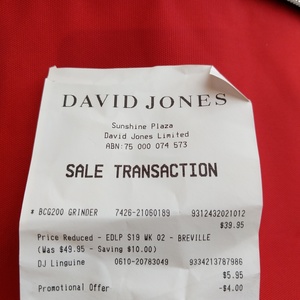 DAVID JONES
Sunshine Plaza
David Jones Limited
ABN:75 000 074 573
SALE TRANSACTION
* BCG200 GRINDER 7426-21060189 9312432021012
$39.95
Price Reduced - EDLP S19 WK 02 - BREVILLE
(Was $49.95 - Saving $10.00)
DJ Linguine 0610-20783049 9334213787986
$5.95
Promotional Offer -$4.00